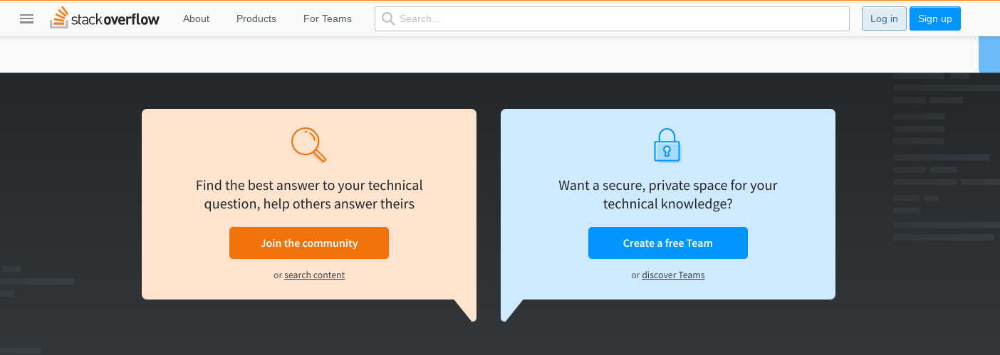 stackoverflow About Products For Teams Search... Log in Sign up
Find the best answer to your technical
question, help others answer theirs
Join the community
or search content
Want a secure, private space for your
technical knowledge?
Create a free Team
or discover Teams